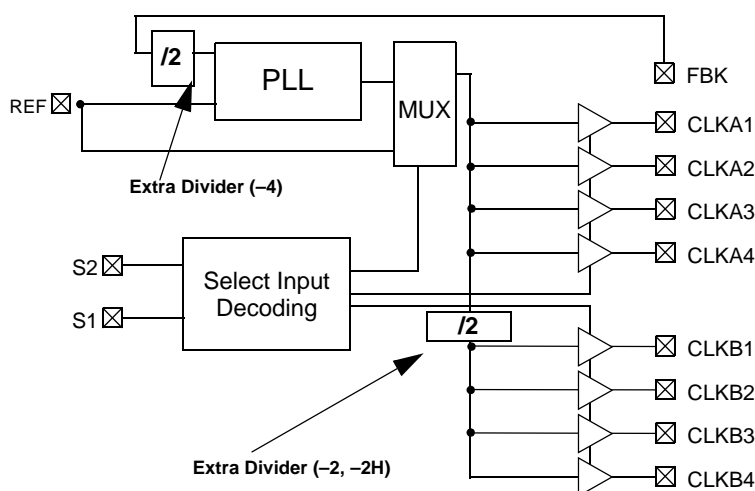 /2
PLL
MUX
FBK
REF
CLKA1
CLKA2
CLKA3
CLKA4
Extra Divider (–4)
S2
S1
Select Input
Decoding
/2
CLKB1
CLKB2
CLKB3
CLKB4
Extra Divider (–2, –2H)